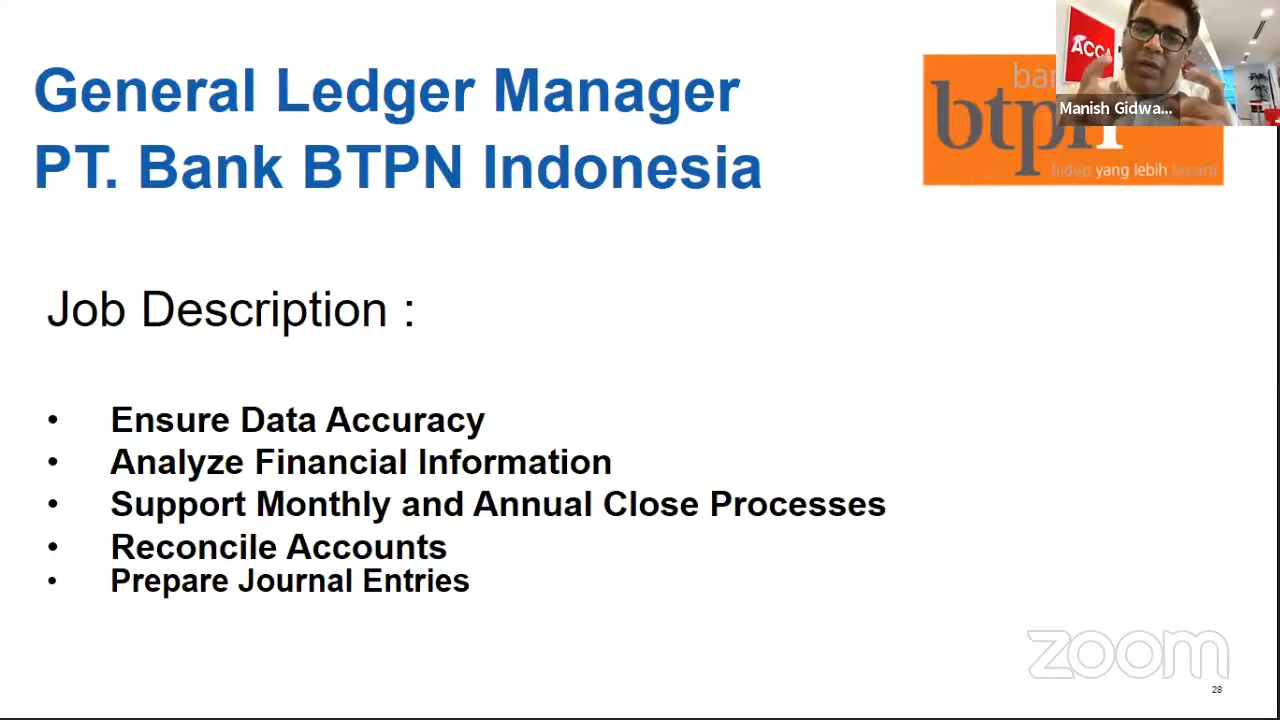 General Ledger Manager
PT. Bank BTPN Indonesia
ACCA
Manish Gidwa...
btpn
hidup yang lebih berarti
Job Description :
• Ensure Data Accuracy
• Analyze Financial Information
• Support Monthly and Annual Close Processes
• Reconcile Accounts
• Prepare Journal Entries
zoom
28